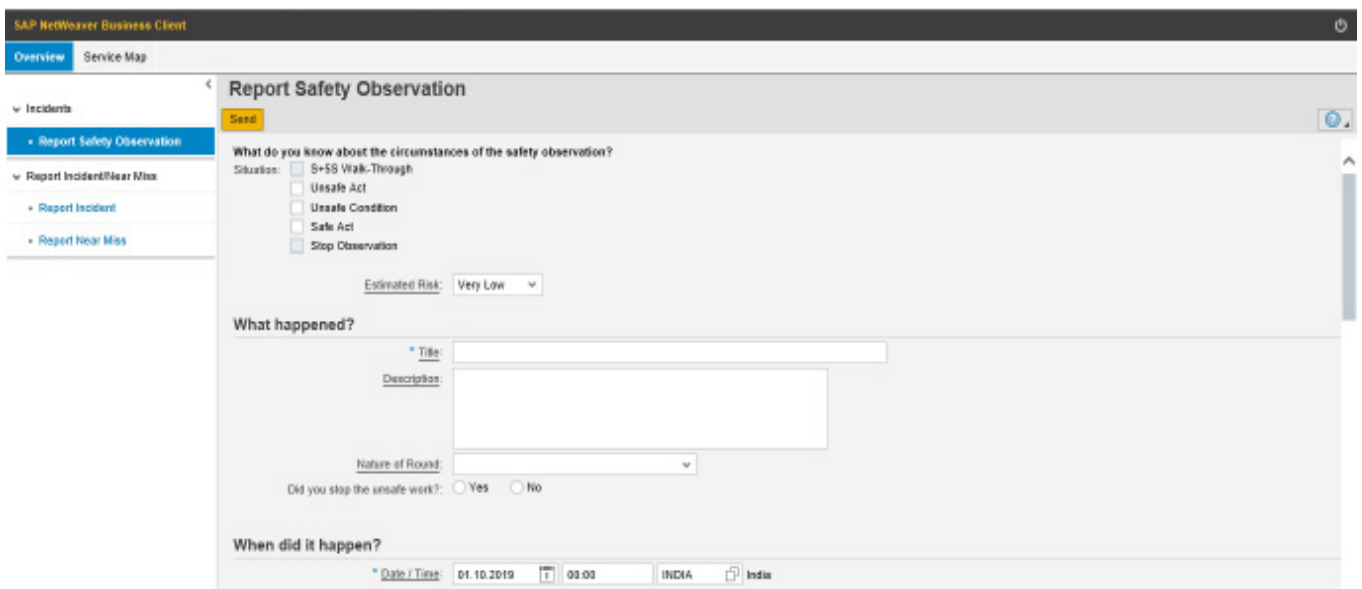 SAP NetWeaver Business Client
Overview Service Map
Incidents
Report Safety Observation
Report Incident/Near Miss
Report Incident
Report Near Miss
Report Safety Observation
Send
What do you know about the circumstances of the safety observation?
Situation: S+5S Walk-Through
Unsafe Act
Unsafe Condition
Safe Act
Stop Observation
Estimated Risk: Very Low
What happened?
* Title:
Description:
Nature of Round:
Did you stop the unsafe work?: Yes No
When did it happen?
* Date / Time: 01.10.2019 00:00 INDIA India